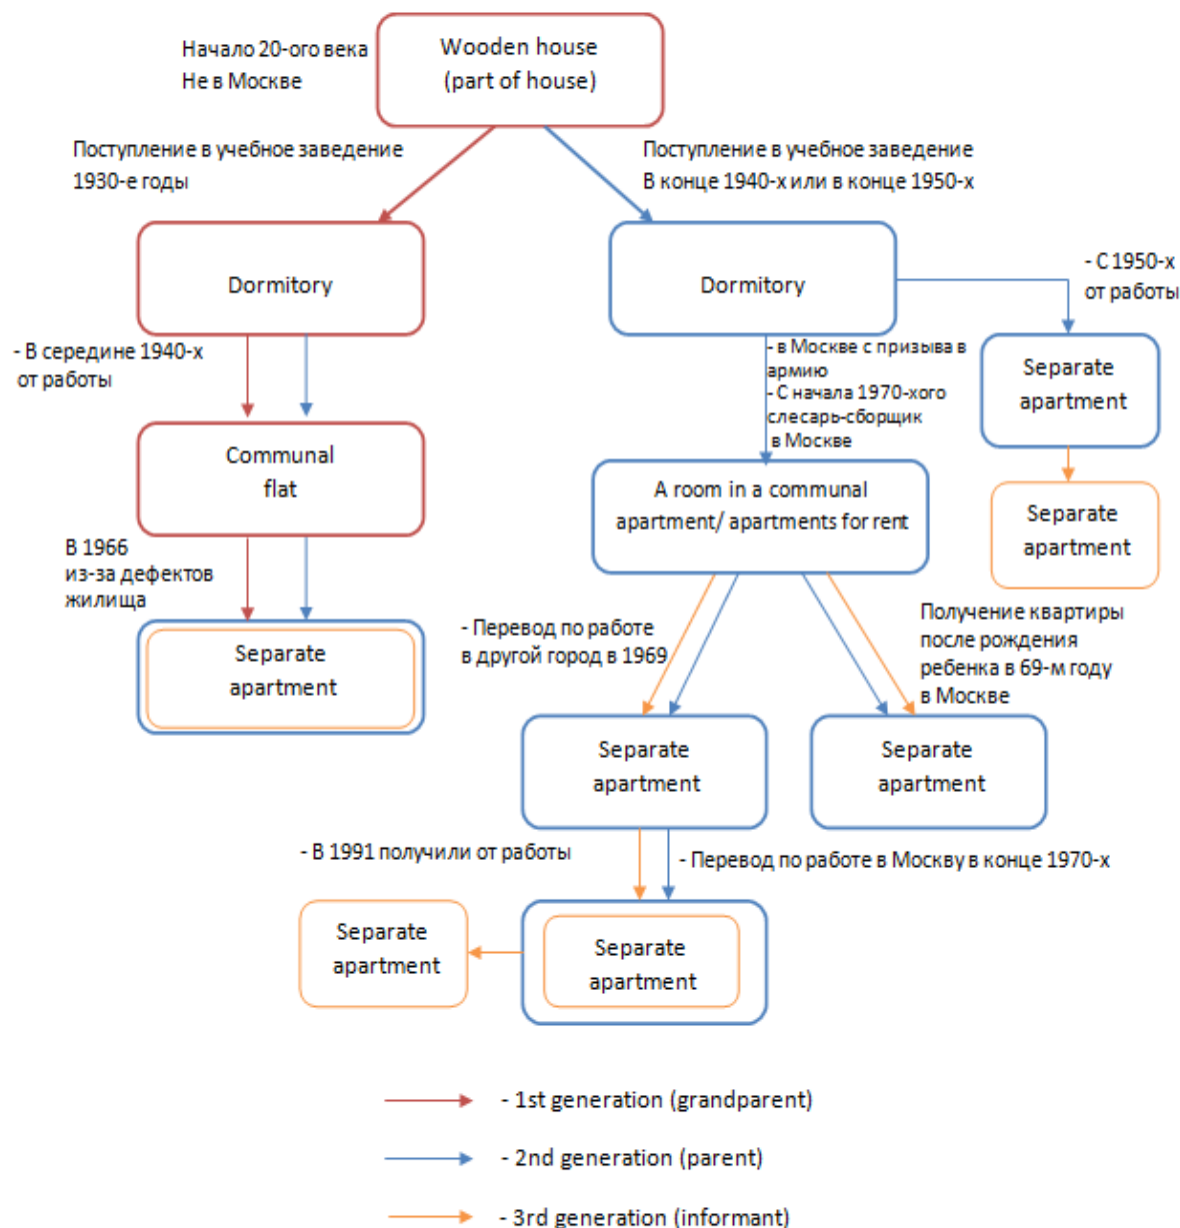 Начало 20-ого века
Не в Москве
Wooden house
(part of house)
Поступление в учебное заведение
1930-е годы
Поступление в учебное заведение
В конце 1940-х или в конце 1950-х
Dormitory
Dormitory
- С 1950-х
от работы
- В середине 1940-х
от работы
- в Москве с призыва в
армию
- С начала 1970-хого
слесарь-сборщик
в Москве
Separate
apartment
Communal
flat
A room in a communal
apartment/ apartments for rent
Separate
apartment
В 1966
из-за дефектов
жилища
Separate
apartment
- Перевод по работе
в другой город в 1969
Получение квартиры
после рождения
ребенка в 69-м году
в Москве
Separate
apartment
Separate
apartment
- В 1991 получили от работы
- Перевод по работе в Москву в конце 1970-х
Separate
apartment
Separate
apartment
- 1st generation (grandparent)
- 2nd generation (parent)
- 3rd generation (informant)